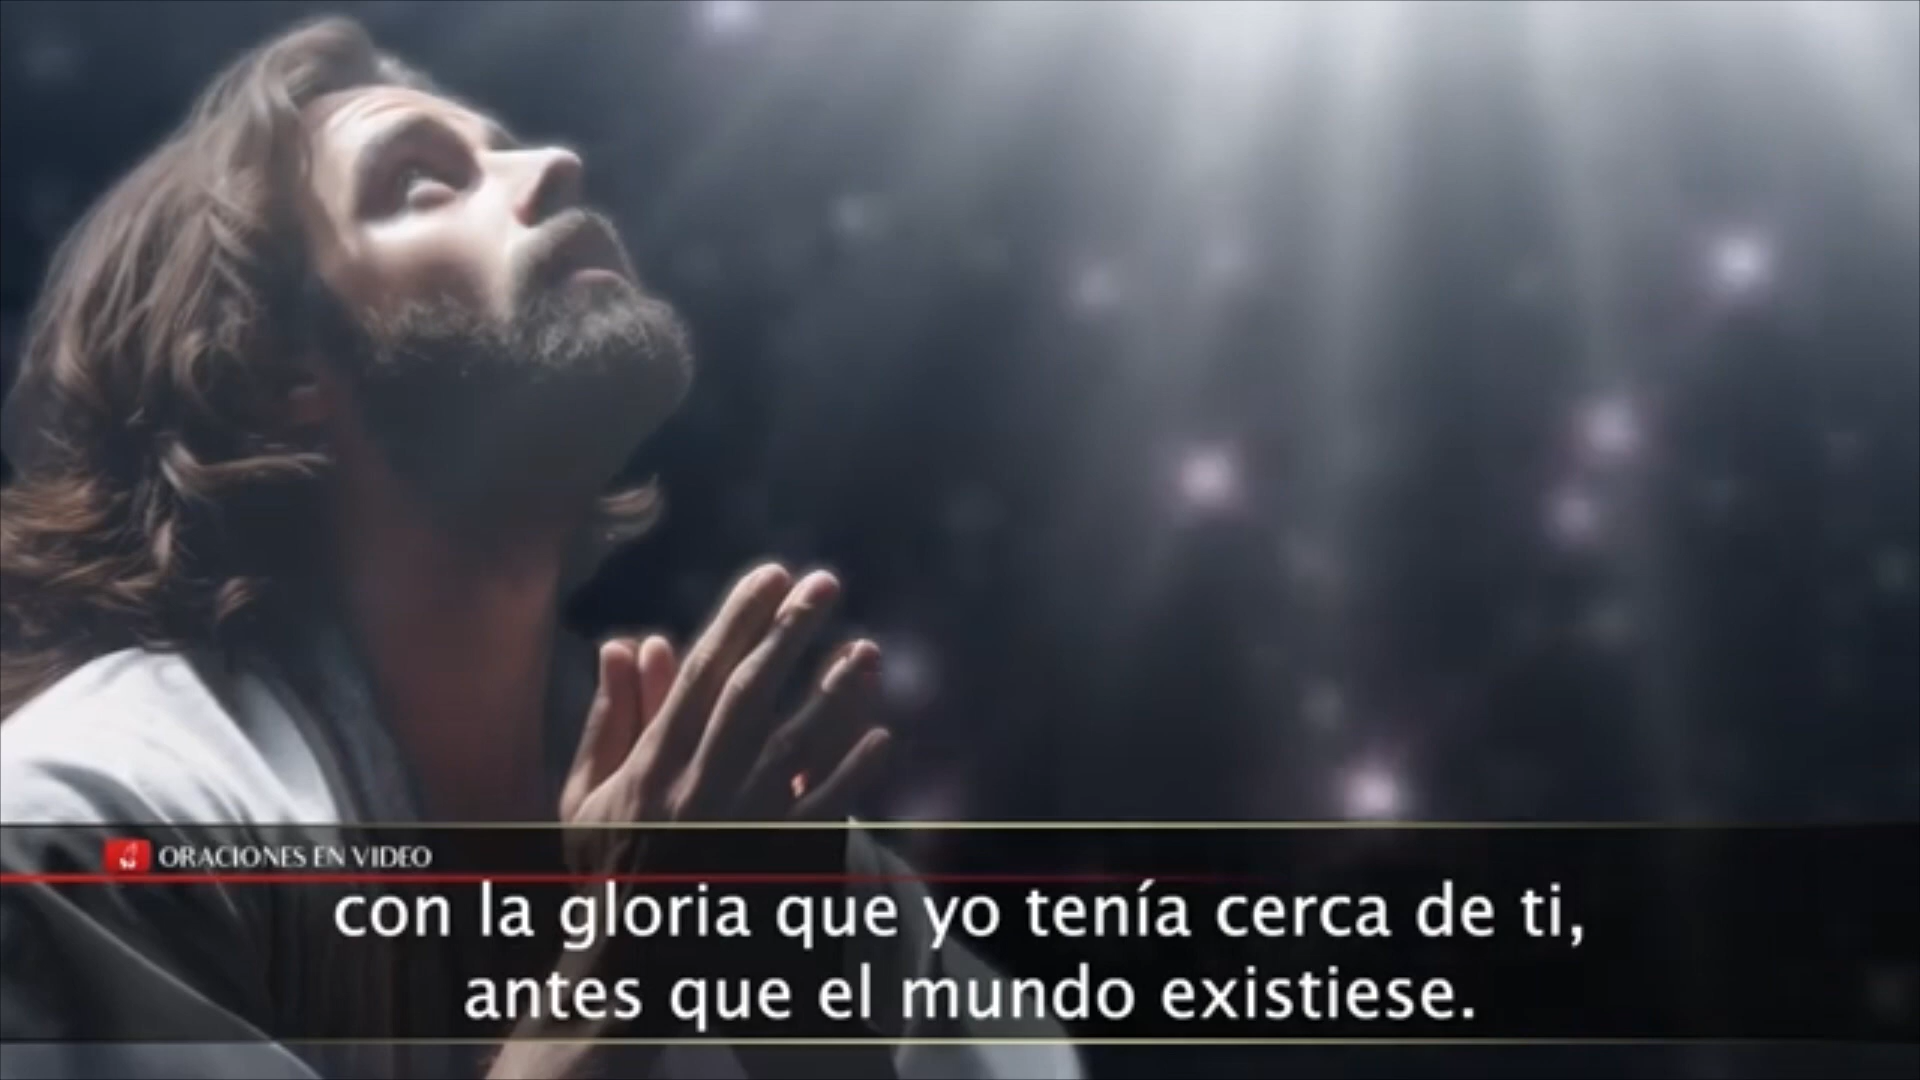 ORACIONES EN VIDEO
con la gloria que yo tenía cerca de ti,
antes que el mundo existiese.